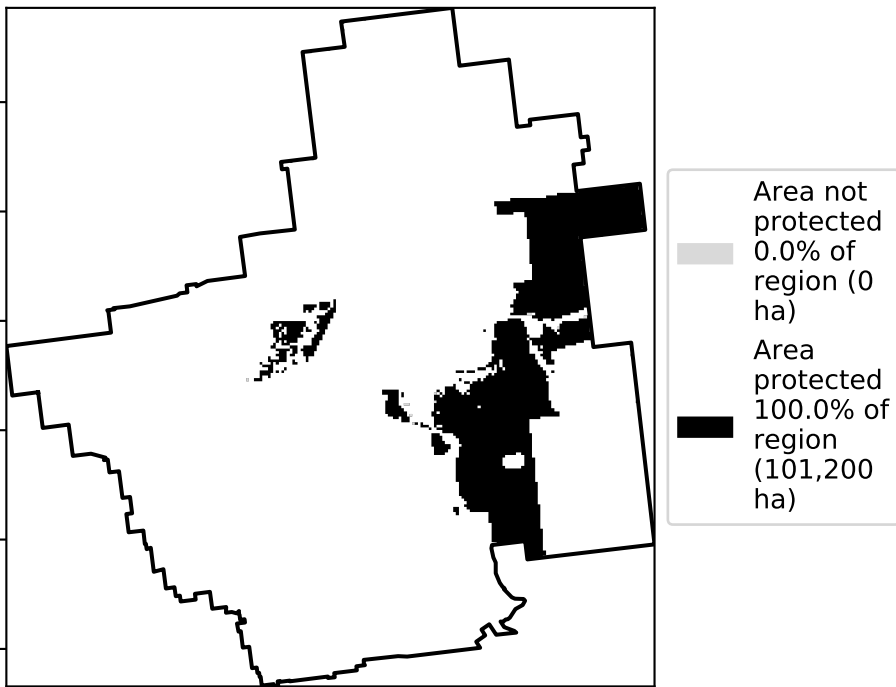 Area not
protected
0.0% of
region (0
ha)
Area
protected
100.0% of
region
(101,200
ha)